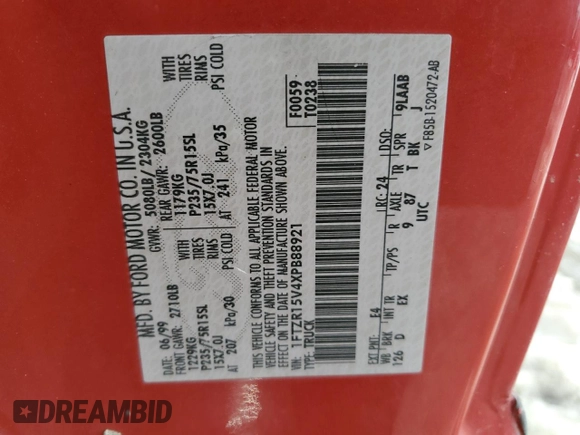 MFD. BY FORD MOTOR CO. IN U.S.A.
DATE: 06/99 GVWR: 5080LB/2304KG
FRONT GAWR: 2710LB REAR GAWR: 2600LB
1229KG 1179KG
P235/75R15SL TIRES P235/75R15SL TIRES
15X7.0J RIMS 15X7.0J RIMS
AT 207 kPa/30 PSI COLD AT 241 kPa/35 PSI COLD
THIS VEHICLE CONFORMS TO ALL APPLICABLE FEDERAL MOTOR
VEHICLE SAFETY AND THEFT PREVENTION STANDARDS IN
EFFECT ON THE DATE OF MANUFACTURE SHOWN ABOVE.
VIN: 1FTZR15V4XPB88921 F0059
TYPE: TRUCK T0238
EXT PNT: E4 RC: 24 DSO:
WB BRK INT TR TP/PS R AXLE TR SPR 9LAAB
126 D EX 9 87 T BK J
UTC ▽ F85B-1520472-AB
DREAMBID